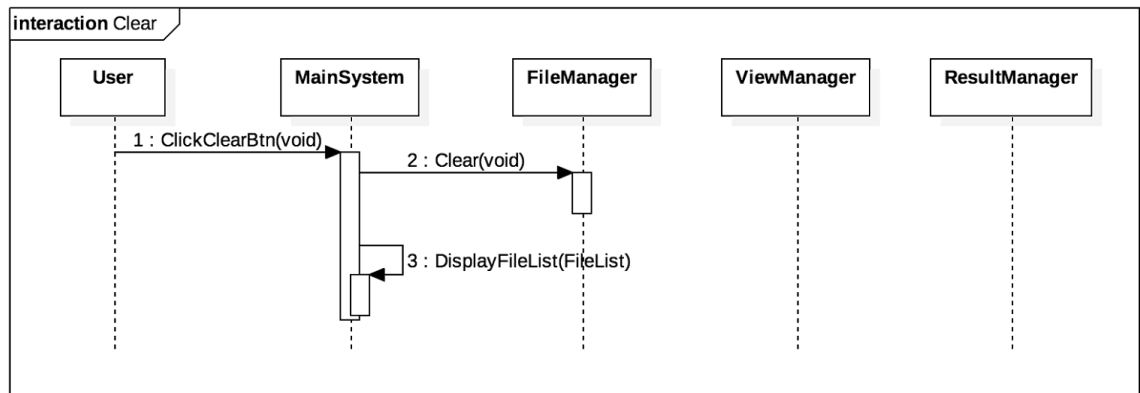 interaction Clear
User
MainSystem
FileManager
ViewManager
ResultManager
1 : ClickClearBtn(void)
2 : Clear(void)
3 : DisplayFileList(FileList)